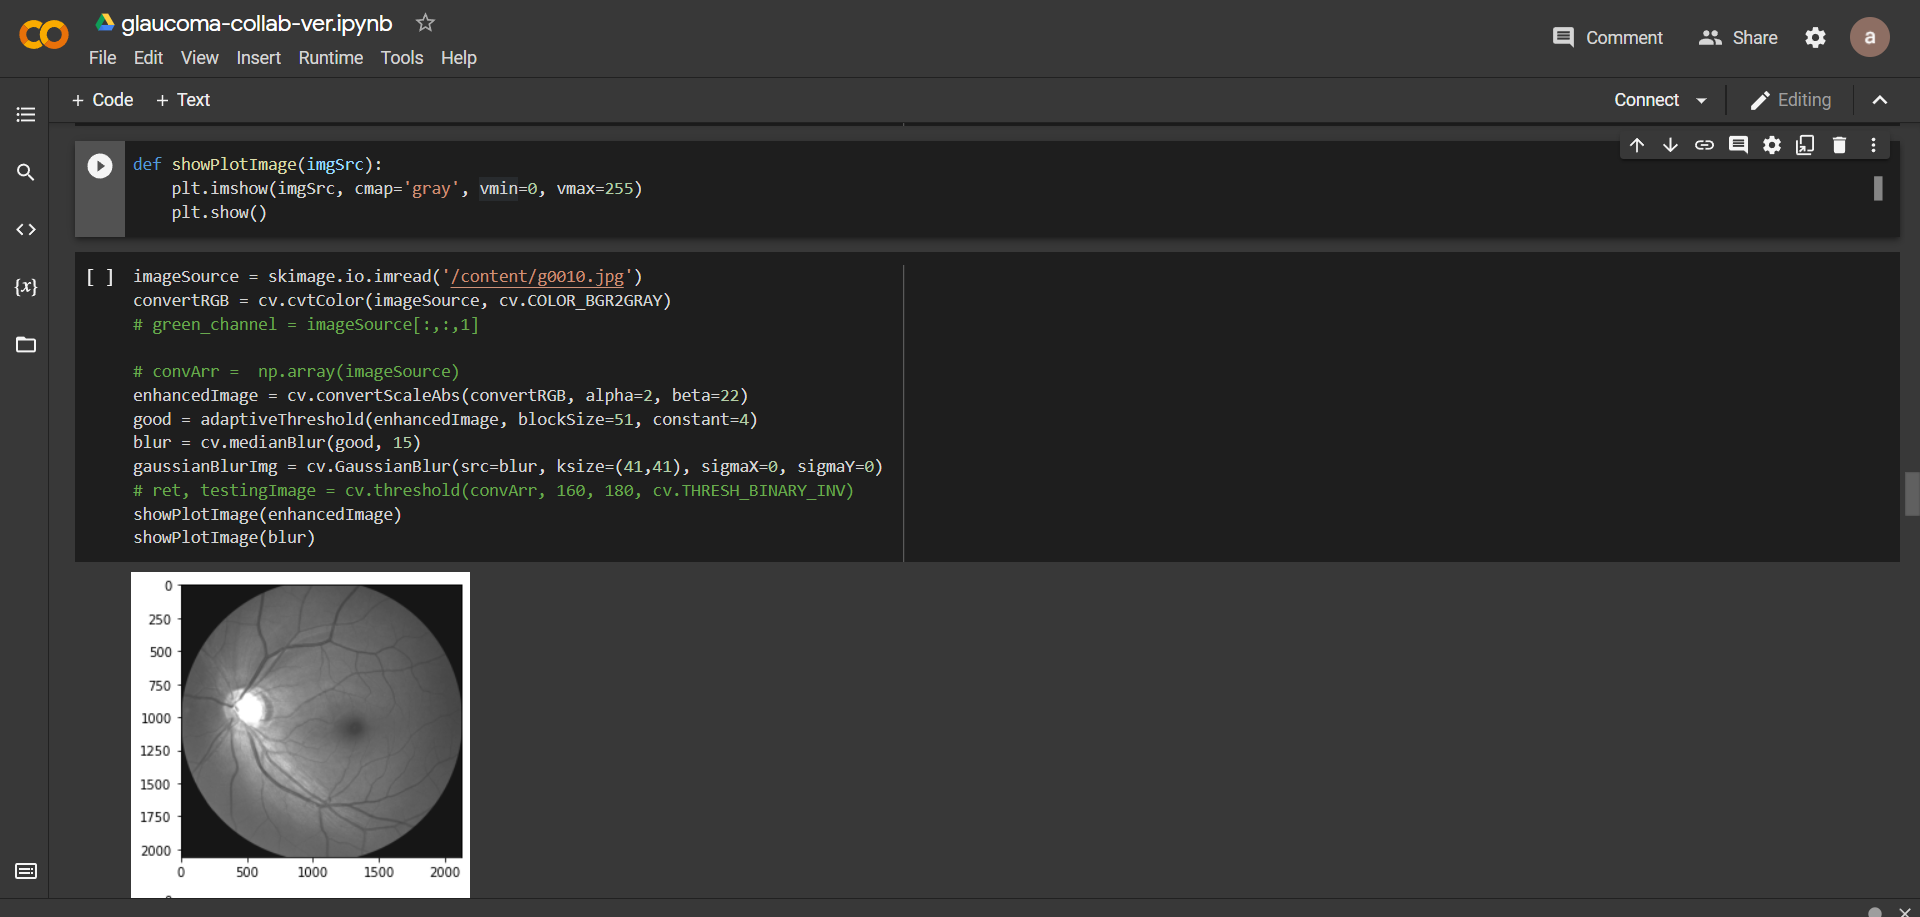 glaucoma-collab-ver.ipynb
File Edit View Insert Runtime Tools Help
Comment Share a
+ Code + Text
Connect Editing
def showPlotImage(imgSrc):
    plt.imshow(imgSrc, cmap='gray', vmin=0, vmax=255)
    plt.show()
[ ] imageSource = skimage.io.imread('/content/g0010.jpg')
convertRGB = cv.cvtColor(imageSource, cv.COLOR_BGR2GRAY)
# green_channel = imageSource[:,:,1]
# convArr =  np.array(imageSource)
enhancedImage = cv.convertScaleAbs(convertRGB, alpha=2, beta=22)
good = adaptiveThreshold(enhancedImage, blockSize=51, constant=4)
blur = cv.medianBlur(good, 15)
gaussianBlurImg = cv.GaussianBlur(src=blur, ksize=(41,41), sigmaX=0, sigmaY=0)
# ret, testingImage = cv.threshold(convArr, 160, 180, cv.THRESH_BINARY_INV)
showPlotImage(enhancedImage)
showPlotImage(blur)
{x}
0
250
500
750
1000
1250
1500
1750
2000
0 500 1000 1500 2000